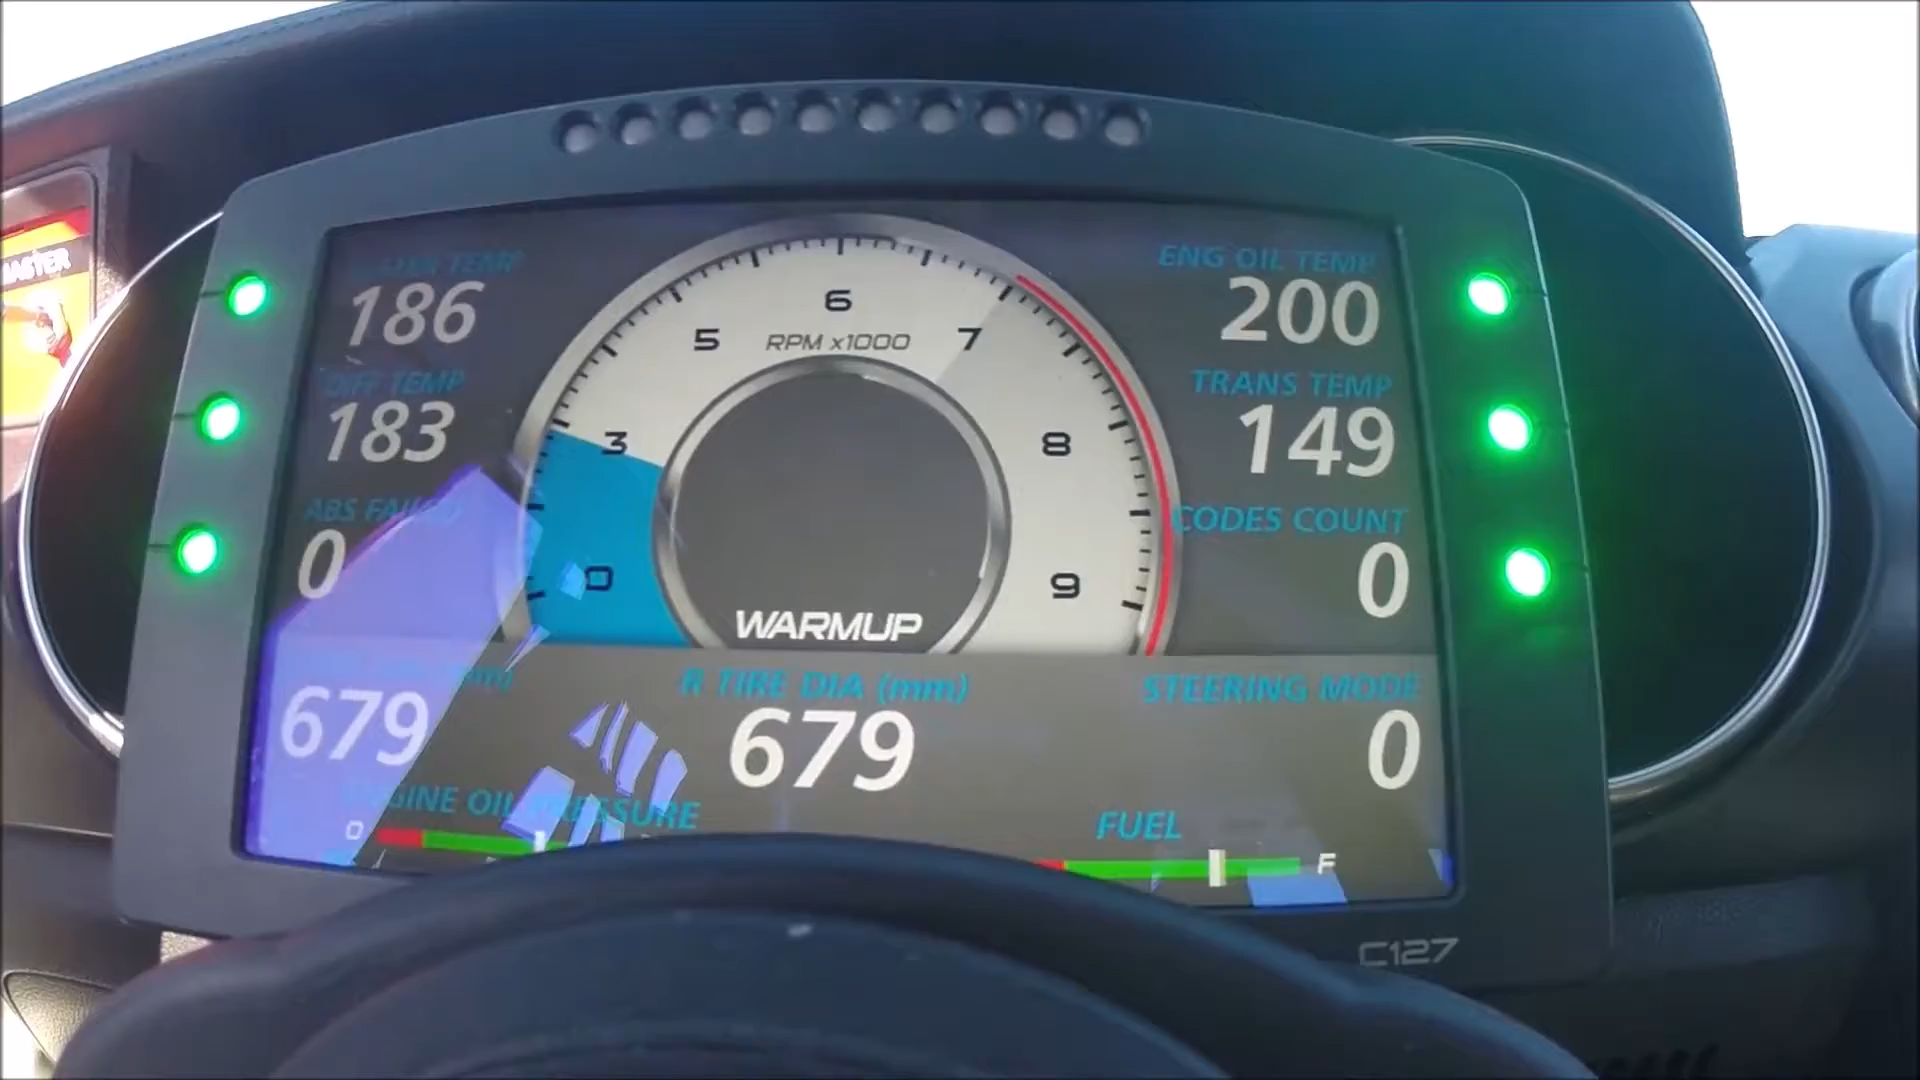 MASTER
TEMP
186
DIFF TEMP
183
ABS FAILED
0
0
3
5
6
7
8
9
RPM x1000
WARMUP
ENG OIL TEMP
200
TRANS TEMP
149
CODES COUNT
0
679
R TIRE DIA (mm)
679
STEERING MODE
0
ENGINE OIL PRESSURE
0
FUEL
F
C127